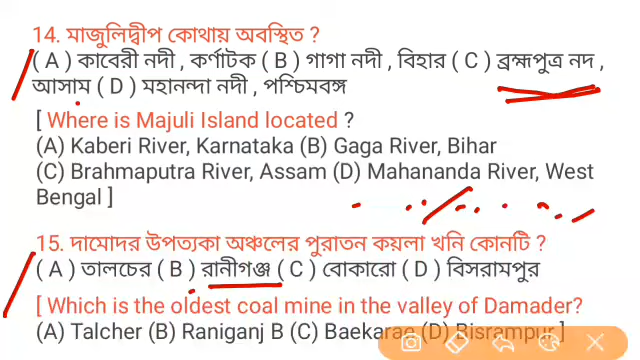 14. মাজুলিদ্বীপ কোথায় অবস্থিত ?
( A ) কাবেরী নদী , কর্ণাটক ( B ) গাগা নদী , বিহার ( C ) ব্রহ্মপুত্র নদ ,
আসাম ( D ) মহানন্দা নদী , পশ্চিমবঙ্গ
[ Where is Majuli Island located ?
(A) Kaberi River, Karnataka (B) Gaga River, Bihar
(C) Brahmaputra River, Assam (D) Mahananda River, West
Bengal ]
15. দামোদর উপত্যকা অঞ্চলের পুরাতন কয়লা খনি কোনটি ?
( A ) তালচের ( B ) রানীগঞ্জ ( C ) বোকারো ( D ) বিসরামপুর
[ Which is the oldest coal mine in the valley of Damader?
(A) Talcher (B) Raniganj B (C) Baekarae (D) Bisrampur ]